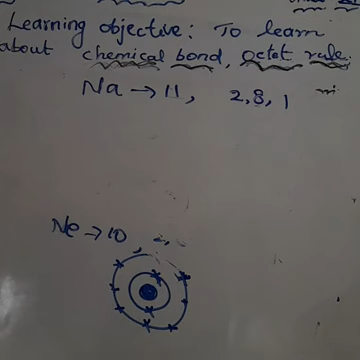 Learning objective: To learn
about chemical bond, octet rule.
Na → 11, 2, 8, 1
Ne → 10